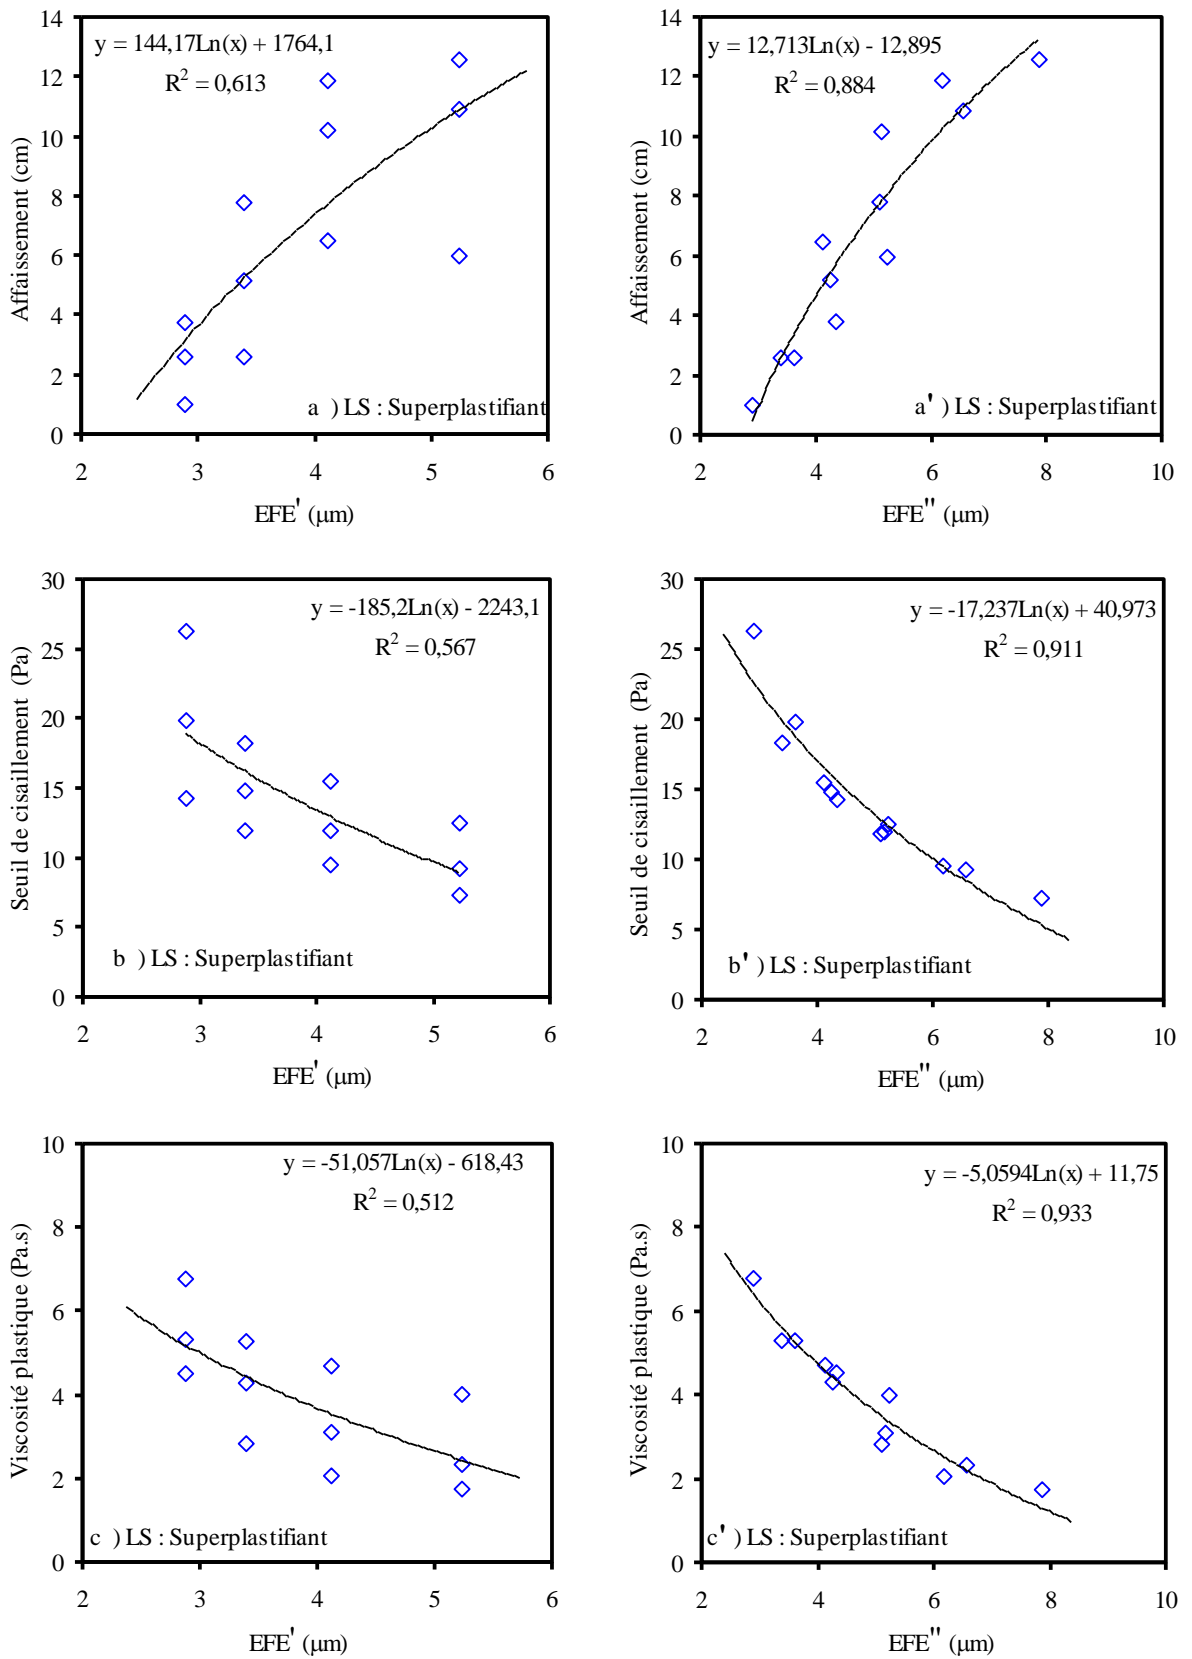 y = 144,17Ln(x) + 1764,1
R² = 0,613
14
12
10
8
6
4
2
0
Affaissement (cm)
a ) LS : Superplastifiant
2 3 4 5 6
EFE' (µm)
y = 12,713Ln(x) - 12,895
R² = 0,884
14
12
10
8
6
4
2
0
Affaissement (cm)
a' ) LS : Superplastifiant
2 4 6 8 10
EFE'' (µm)
y = -185,2Ln(x) - 2243,1
R² = 0,567
30
25
20
15
10
5
0
Seuil de cisaillement (Pa)
b ) LS : Superplastifiant
2 3 4 5 6
EFE' (µm)
y = -17,237Ln(x) + 40,973
R² = 0,911
30
25
20
15
10
5
0
Seuil de cisaillement (Pa)
b' ) LS : Superplastifiant
2 4 6 8 10
EFE'' (µm)
y = -51,057Ln(x) - 618,43
R² = 0,512
10
8
6
4
2
0
Viscosité plastique (Pa.s)
c ) LS : Superplastifiant
2 3 4 5 6
EFE' (µm)
y = -5,0594Ln(x) + 11,75
R² = 0,933
10
8
6
4
2
0
Viscosité plastique (Pa.s)
c' ) LS : Superplastifiant
2 4 6 8 10
EFE'' (µm)